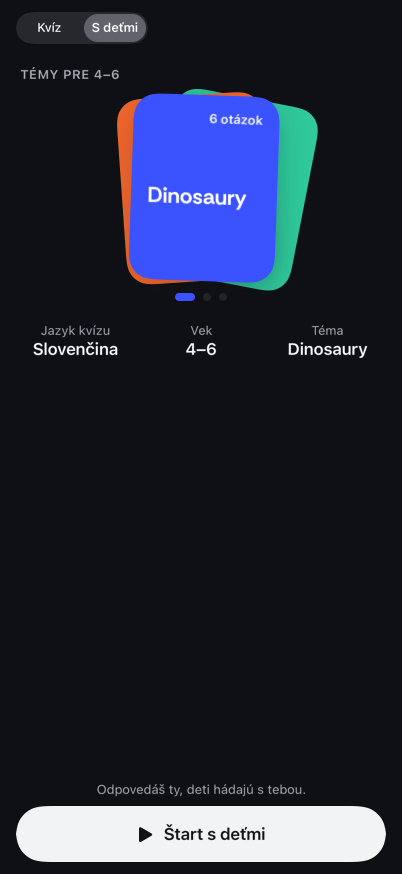 Kvíz
S deťmi
TÉMY PRE 4–6
6 otázok
Dinosaury
Jazyk kvízu
Vek
Téma
Slovenčina
4–6
Dinosaury
Odpovedáš ty, deti hádajú s tebou.
Štart s deťmi